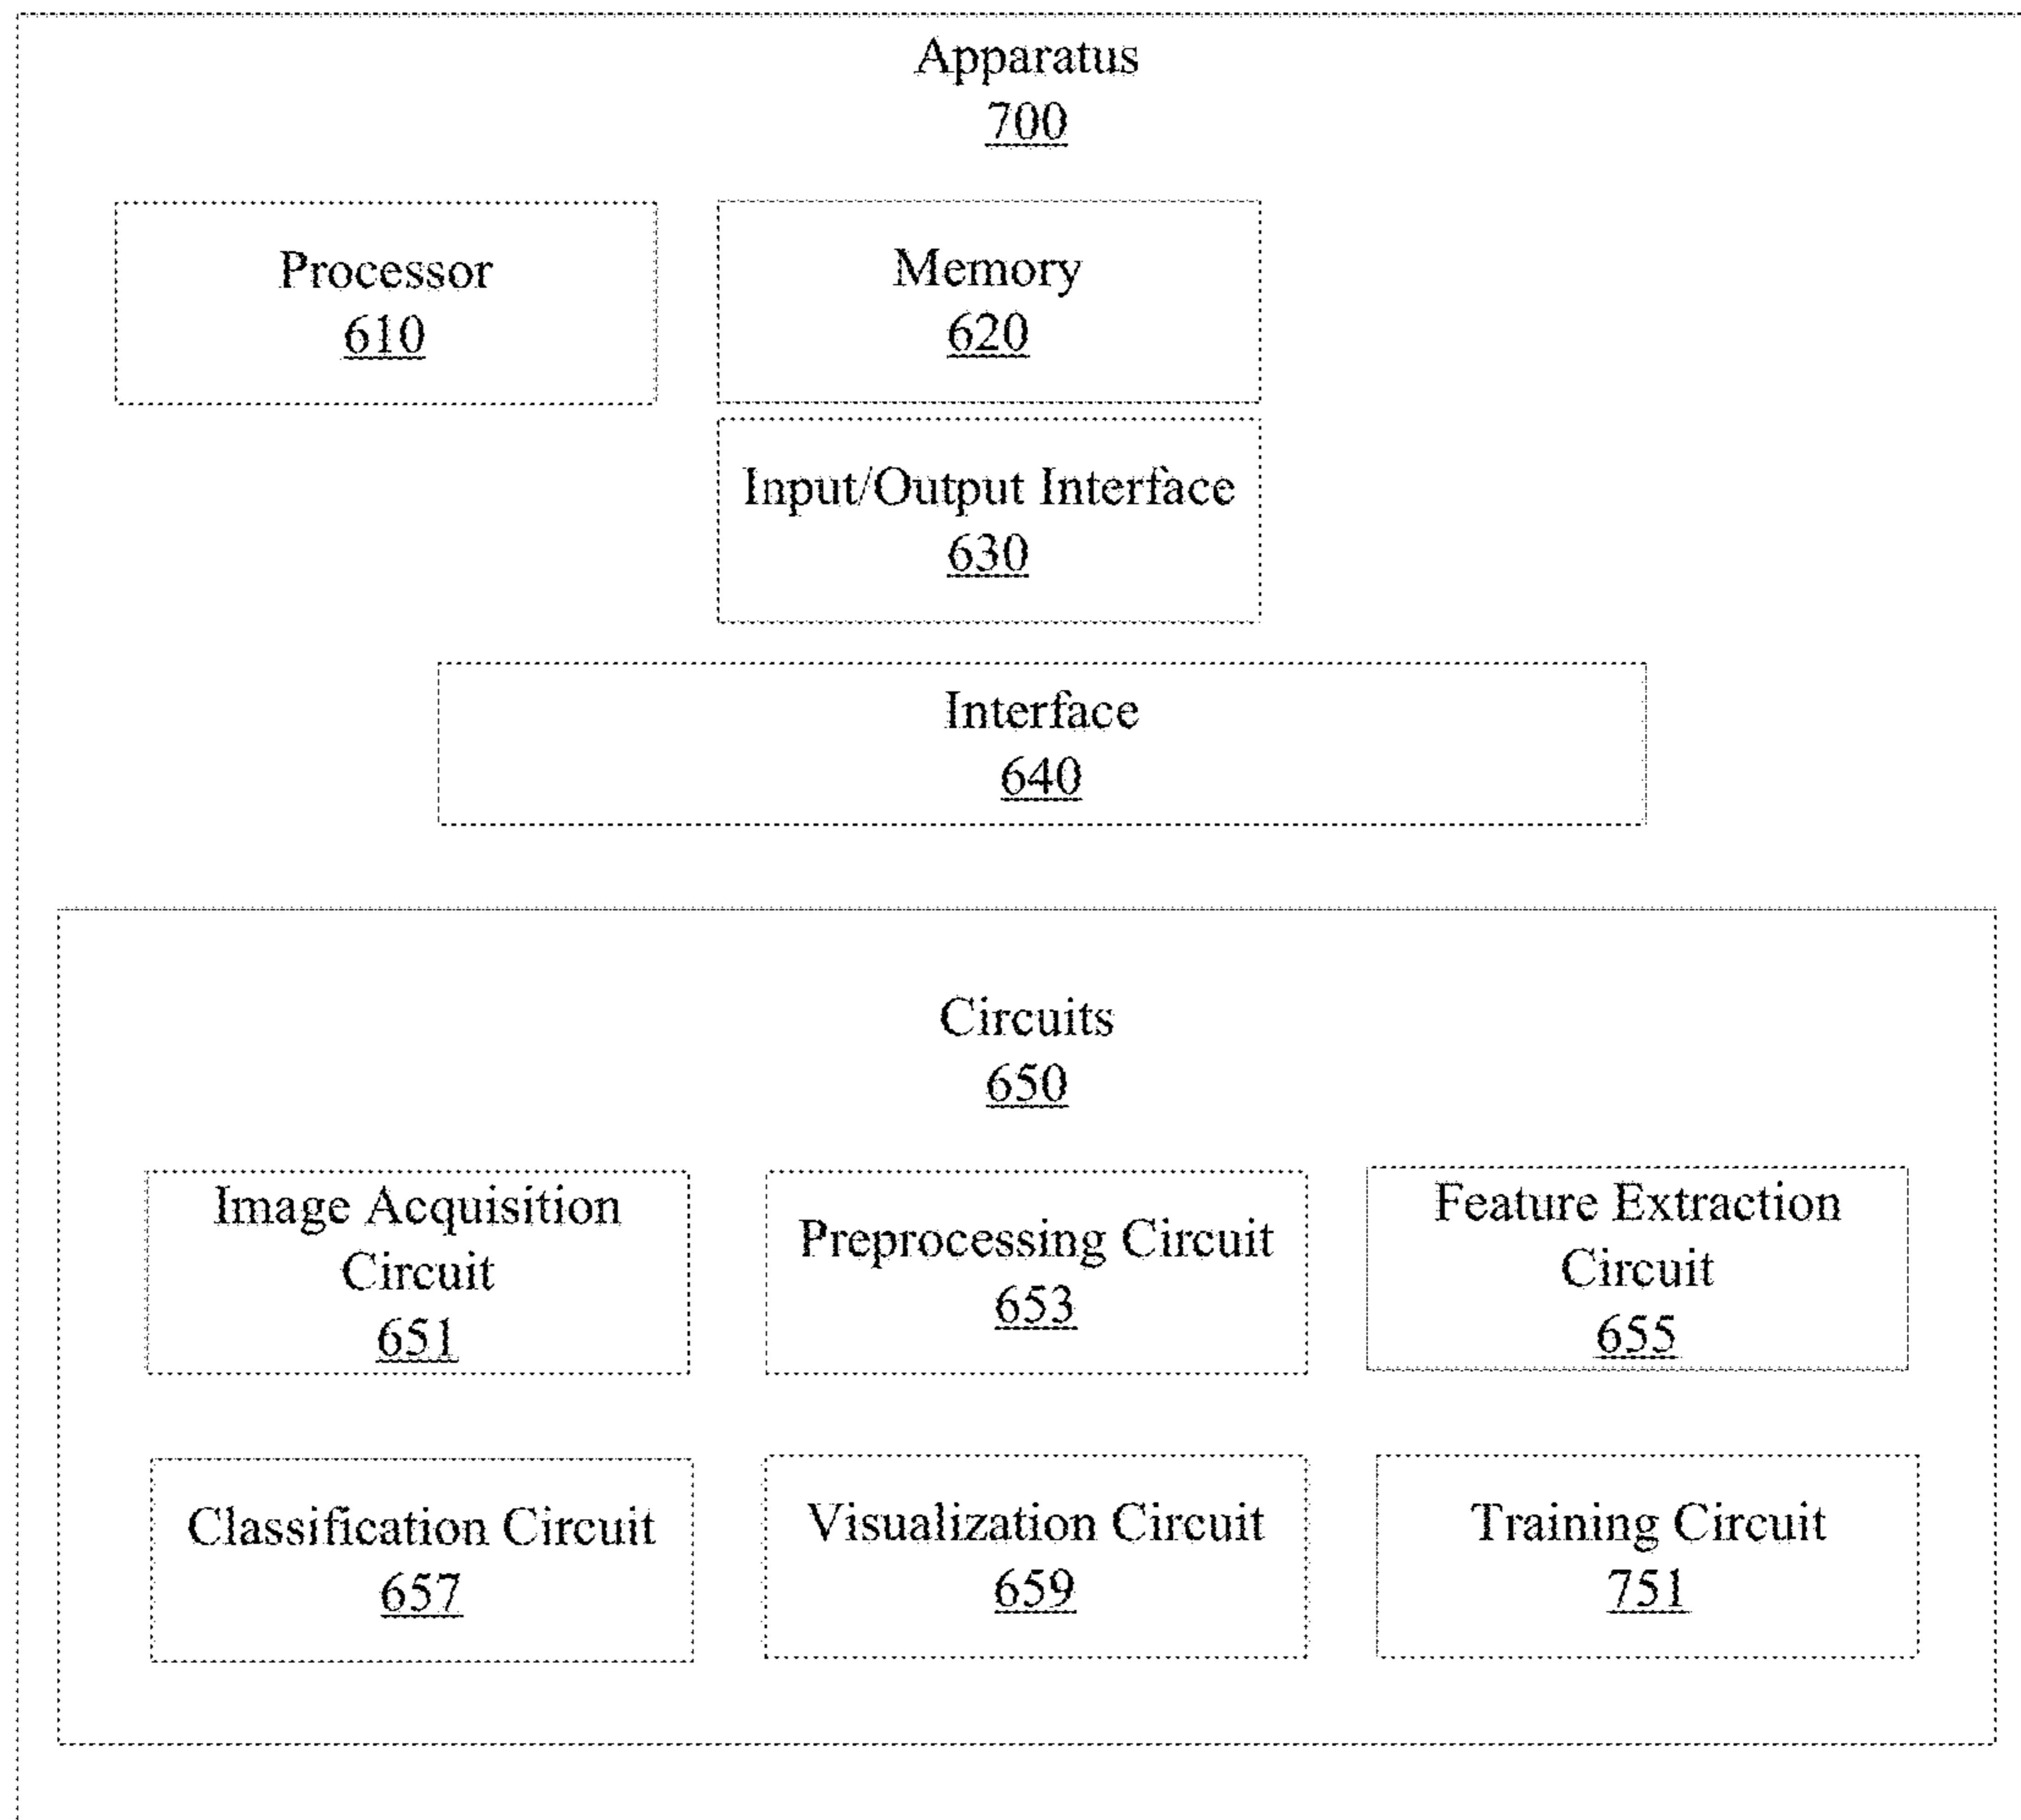 Apparatus
700
Processor
610
Memory
620
Input/Output Interface
630
Interface
640
Circuits
650
Image Acquisition
Circuit
651
Preprocessing Circuit
653
Feature Extraction
Circuit
655
Classification Circuit
657
Visualization Circuit
659
Training Circuit
751